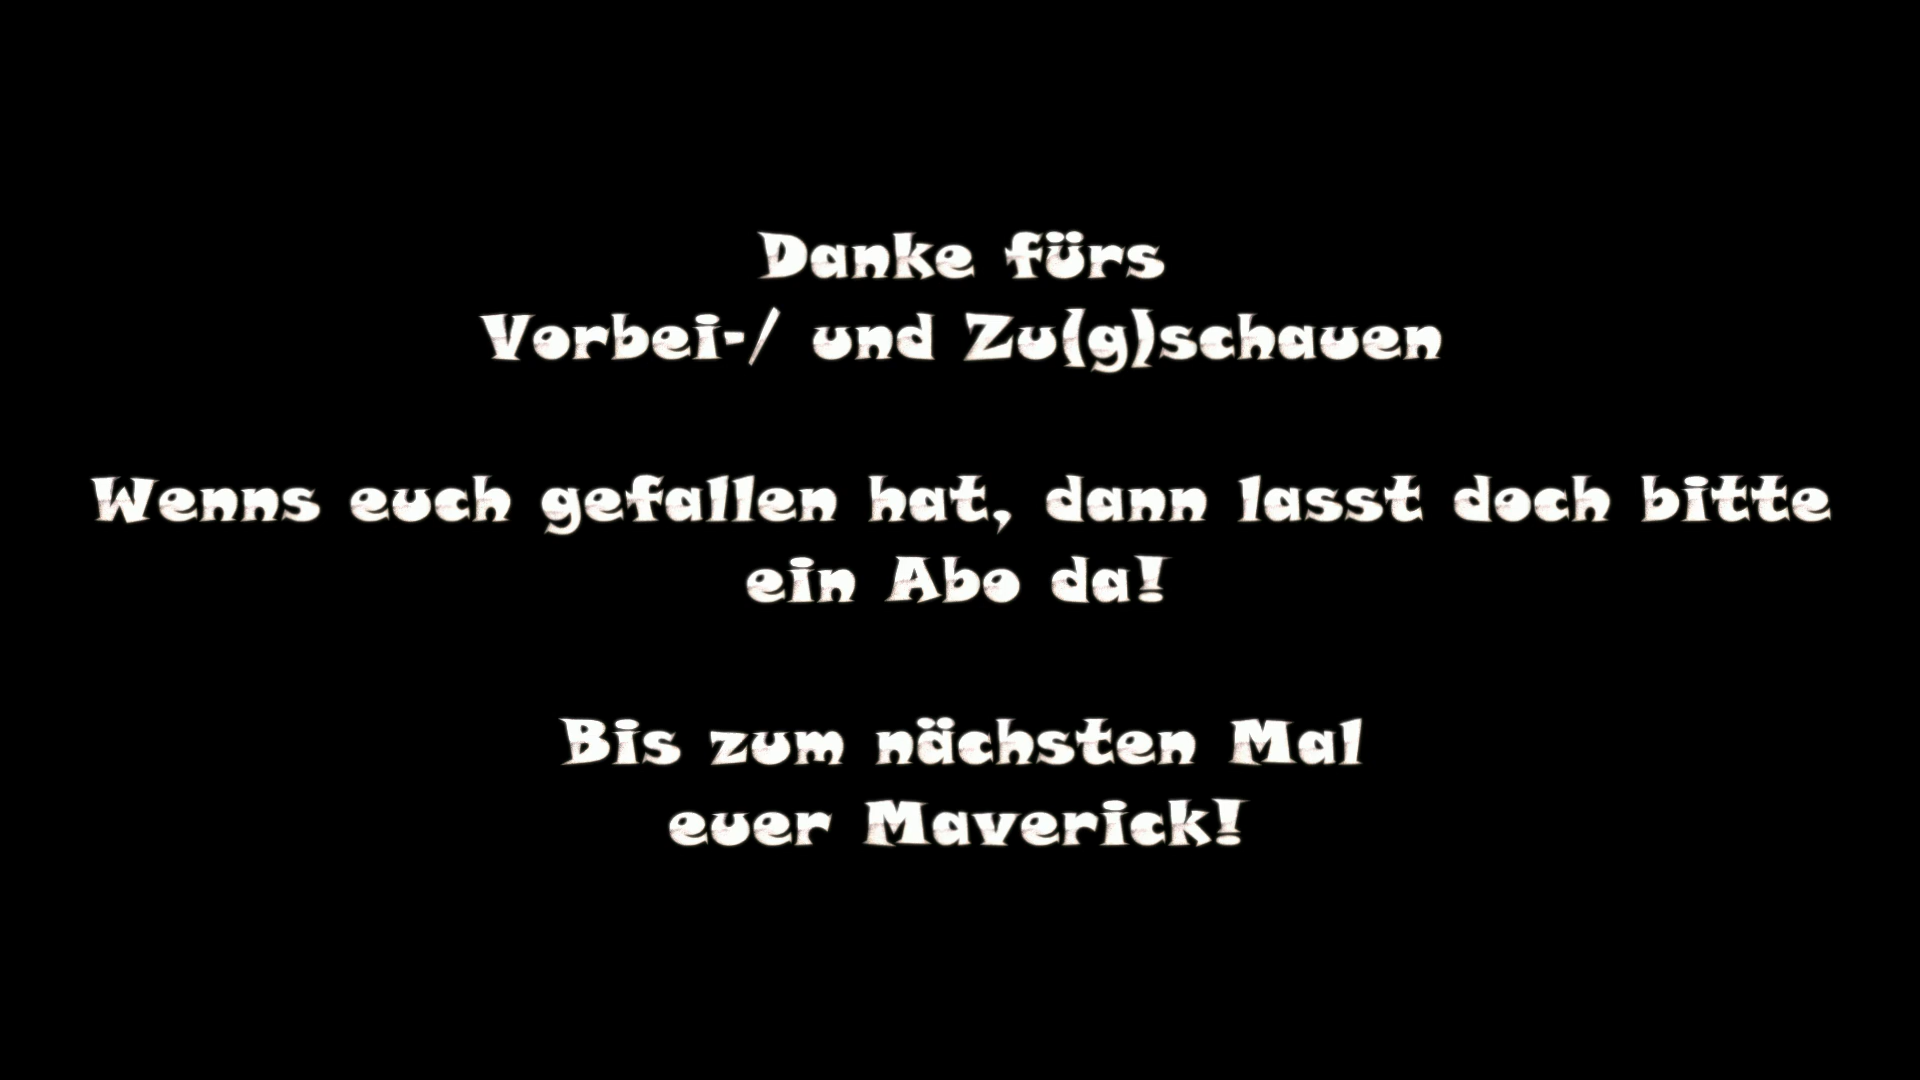 Danke fürs
Vorbei-/ und Zu(g)schauen
Wenns euch gefallen hat, dann lasst doch bitte
ein Abo da!
Bis zum nächsten Mal
euer Maverick!